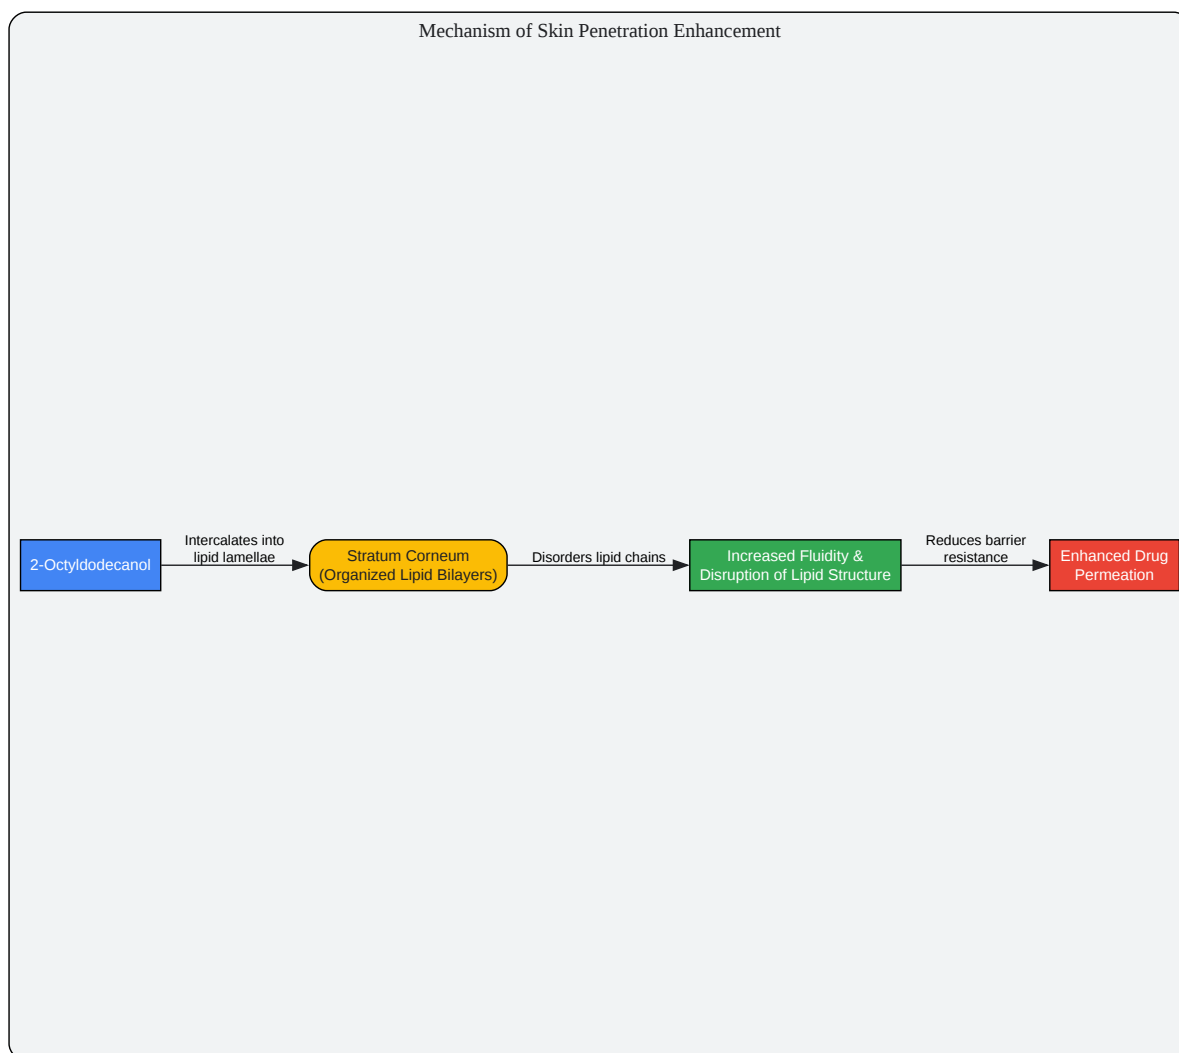 Mechanism of Skin Penetration Enhancement
2-Octyldodecanol
Intercalates into
lipid lamellae
Stratum Corneum
(Organized Lipid Bilayers)
Disorders lipid chains
Increased Fluidity &
Disruption of Lipid Structure
Reduces barrier
resistance
Enhanced Drug
Permeation